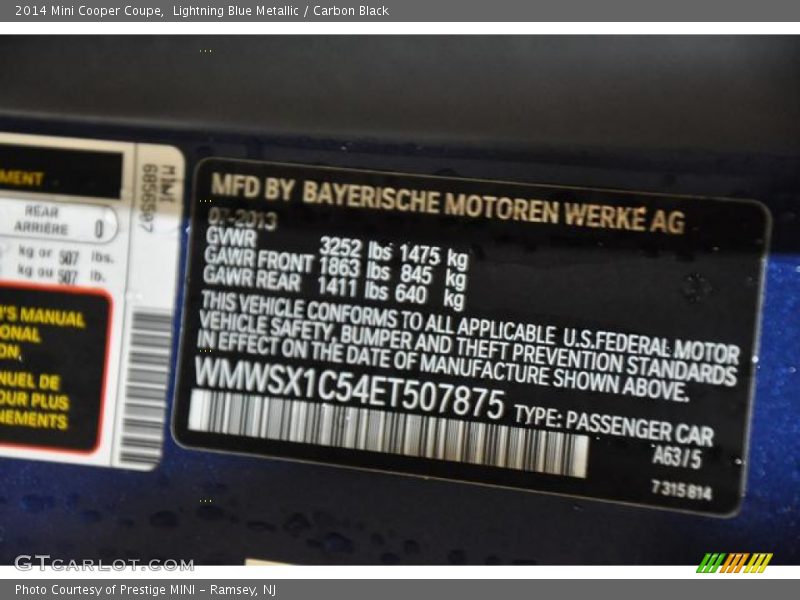 2014 Mini Cooper Coupe,  Lightning Blue Metallic / Carbon Black
MENT
REAR
ARRIÈRE 0
kg or 507 lbs.
kg ou 507 lb.
'S MANUAL
ONAL
ON.
NUEL DE
OUR PLUS
NEMENTS
MINI
6858507
MFD BY BAYERISCHE MOTOREN WERKE AG
07-2013
GVWR 3252 lbs 1475 kg
GAWR FRONT 1863 lbs 845 kg
GAWR REAR 1411 lbs 640 kg
THIS VEHICLE CONFORMS TO ALL APPLICABLE U.S.FEDERAL MOTOR
VEHICLE SAFETY, BUMPER AND THEFT PREVENTION STANDARDS
IN EFFECT ON THE DATE OF MANUFACTURE SHOWN ABOVE.
WMWSX1C54ET507875 TYPE: PASSENGER CAR
A63 / 5
7 315 814
GTCARLOT.COM
Photo Courtesy of Prestige MINI - Ramsey, NJ